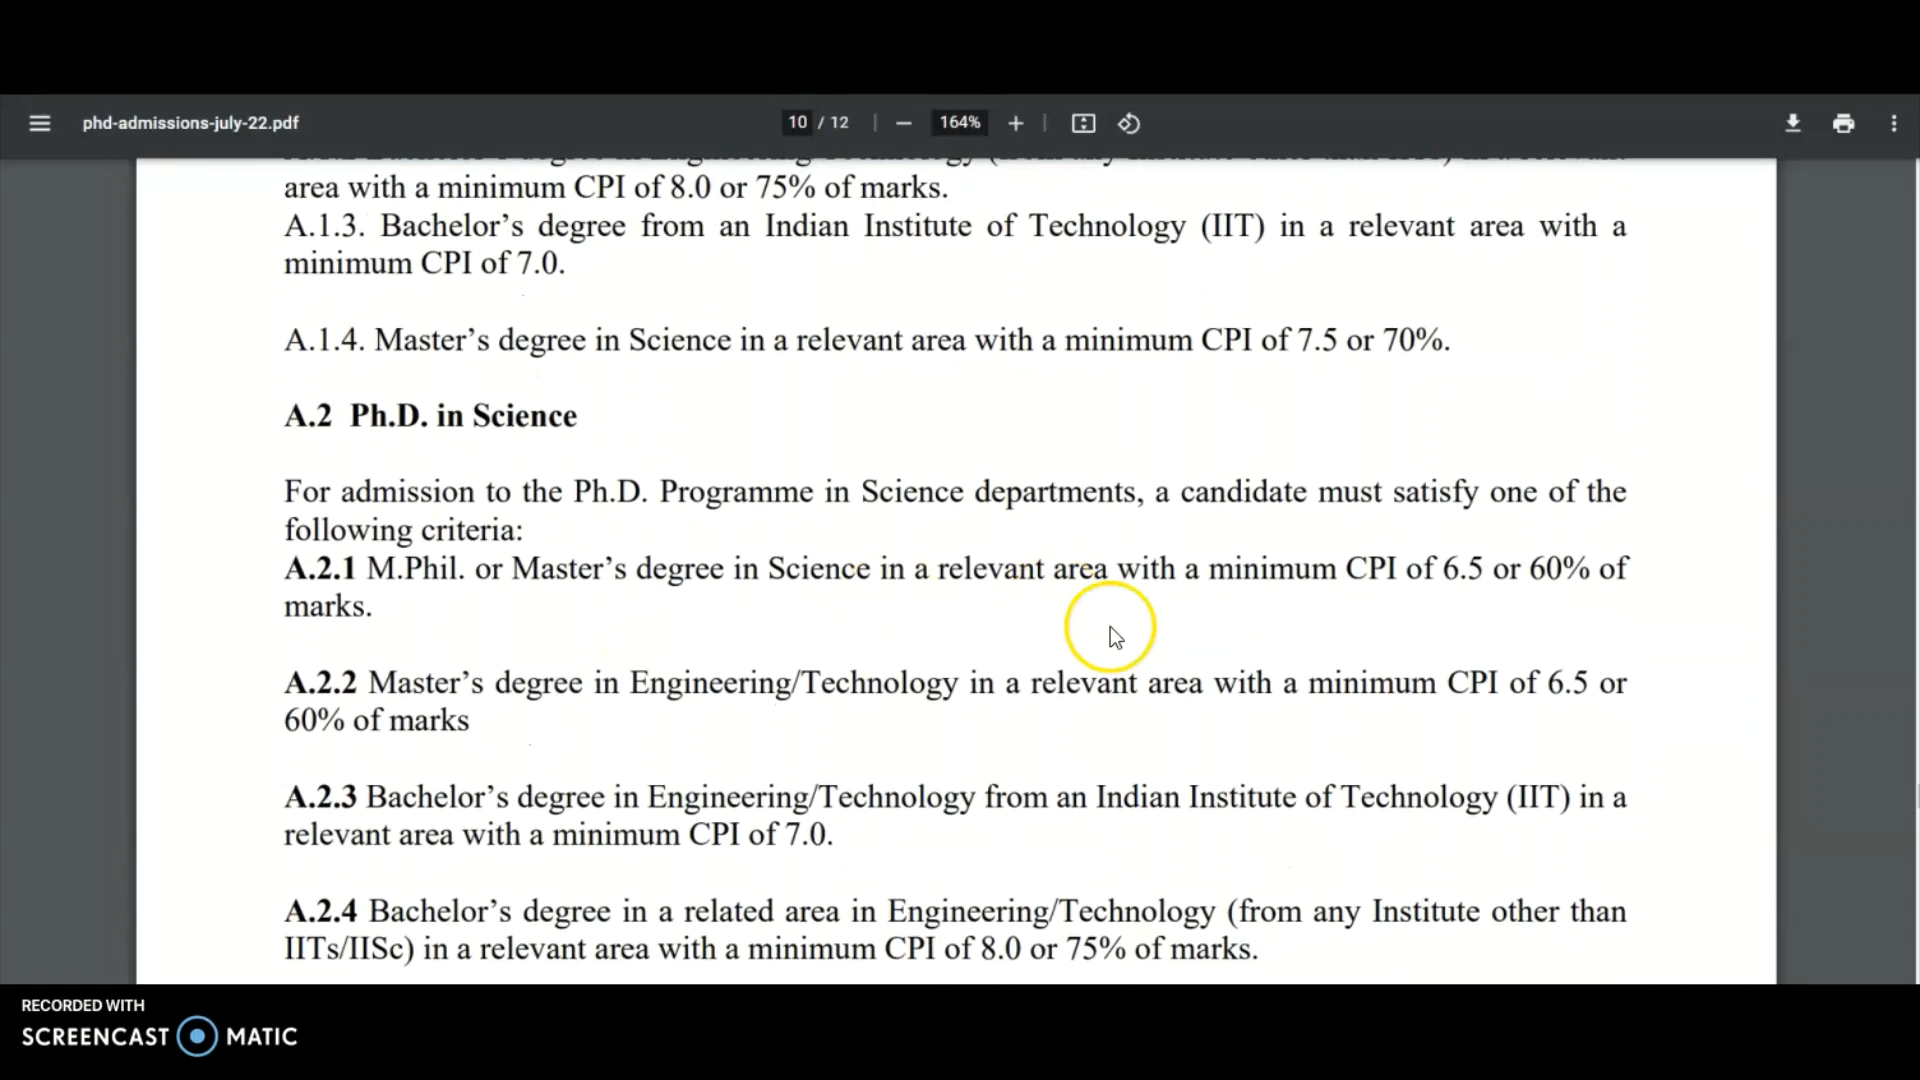 phd-admissions-july-22.pdf
10 / 12
164%
area with a minimum CPI of 8.0 or 75% of marks.
A.1.3. Bachelor’s degree from an Indian Institute of Technology (IIT) in a relevant area with a
minimum CPI of 7.0.
A.1.4. Master’s degree in Science in a relevant area with a minimum CPI of 7.5 or 70%.
A.2 Ph.D. in Science
For admission to the Ph.D. Programme in Science departments, a candidate must satisfy one of the
following criteria:
A.2.1 M.Phil. or Master’s degree in Science in a relevant area with a minimum CPI of 6.5 or 60% of
marks.
A.2.2 Master’s degree in Engineering/Technology in a relevant area with a minimum CPI of 6.5 or
60% of marks
A.2.3 Bachelor’s degree in Engineering/Technology from an Indian Institute of Technology (IIT) in a
relevant area with a minimum CPI of 7.0.
A.2.4 Bachelor’s degree in a related area in Engineering/Technology (from any Institute other than
IITs/IISc) in a relevant area with a minimum CPI of 8.0 or 75% of marks.
RECORDED WITH
SCREENCAST MATIC